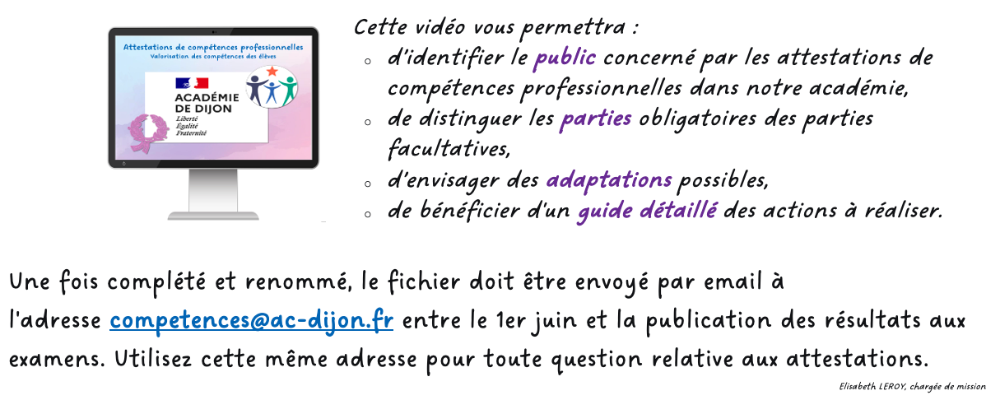 Attestations de compétences professionnelles
Valorisation des compétences des élèves
ACADÉMIE
DE DIJON
Liberté
Égalité
Fraternité
Cette vidéo vous permettra :
d'identifier le public concerné par les attestations de
compétences professionnelles dans notre académie,
de distinguer les parties obligatoires des parties
facultatives,
d'envisager des adaptations possibles,
de bénéficier d'un guide détaillé des actions à réaliser.
Une fois complété et renommé, le fichier doit être envoyé par email à
l'adresse competences@ac-dijon.fr entre le 1er juin et la publication des résultats aux
examens. Utilisez cette même adresse pour toute question relative aux attestations.
Elisabeth LEROY, chargée de mission